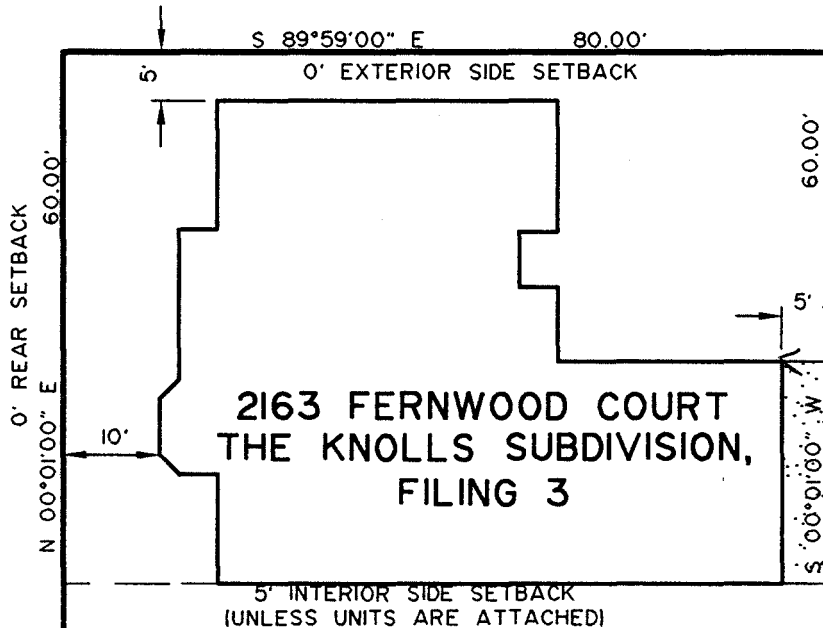 S 89°59'00" E 80.00'
5'
0' EXTERIOR SIDE SETBACK
60.00'
60.00'
0' REAR SETBACK
N 00°01'00" E
5'
10'
2163 FERNWOOD COURT
THE KNOLLS SUBDIVISION,
FILING 3
S 00°01'00" W
5' INTERIOR SIDE SETBACK
(UNLESS UNITS ARE ATTACHED)